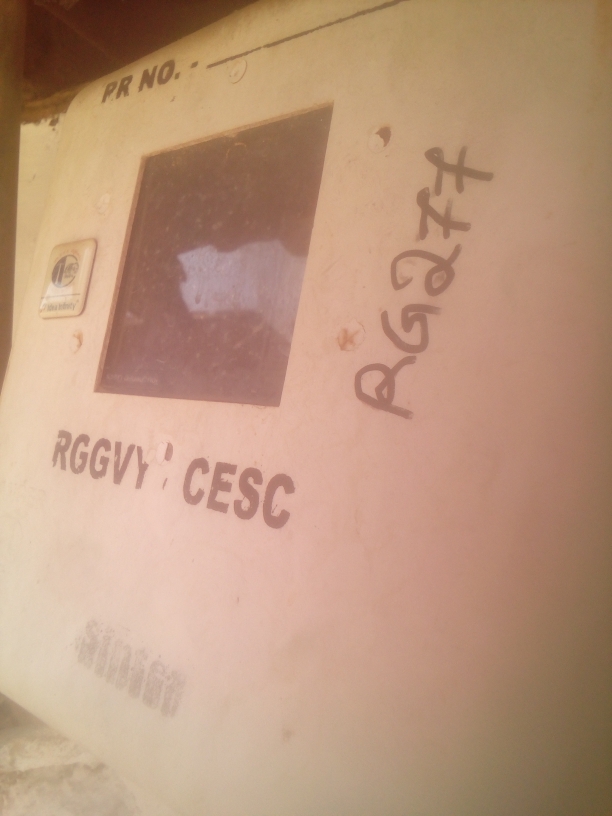 PR NO. -
RG277
RGGVY : CESC